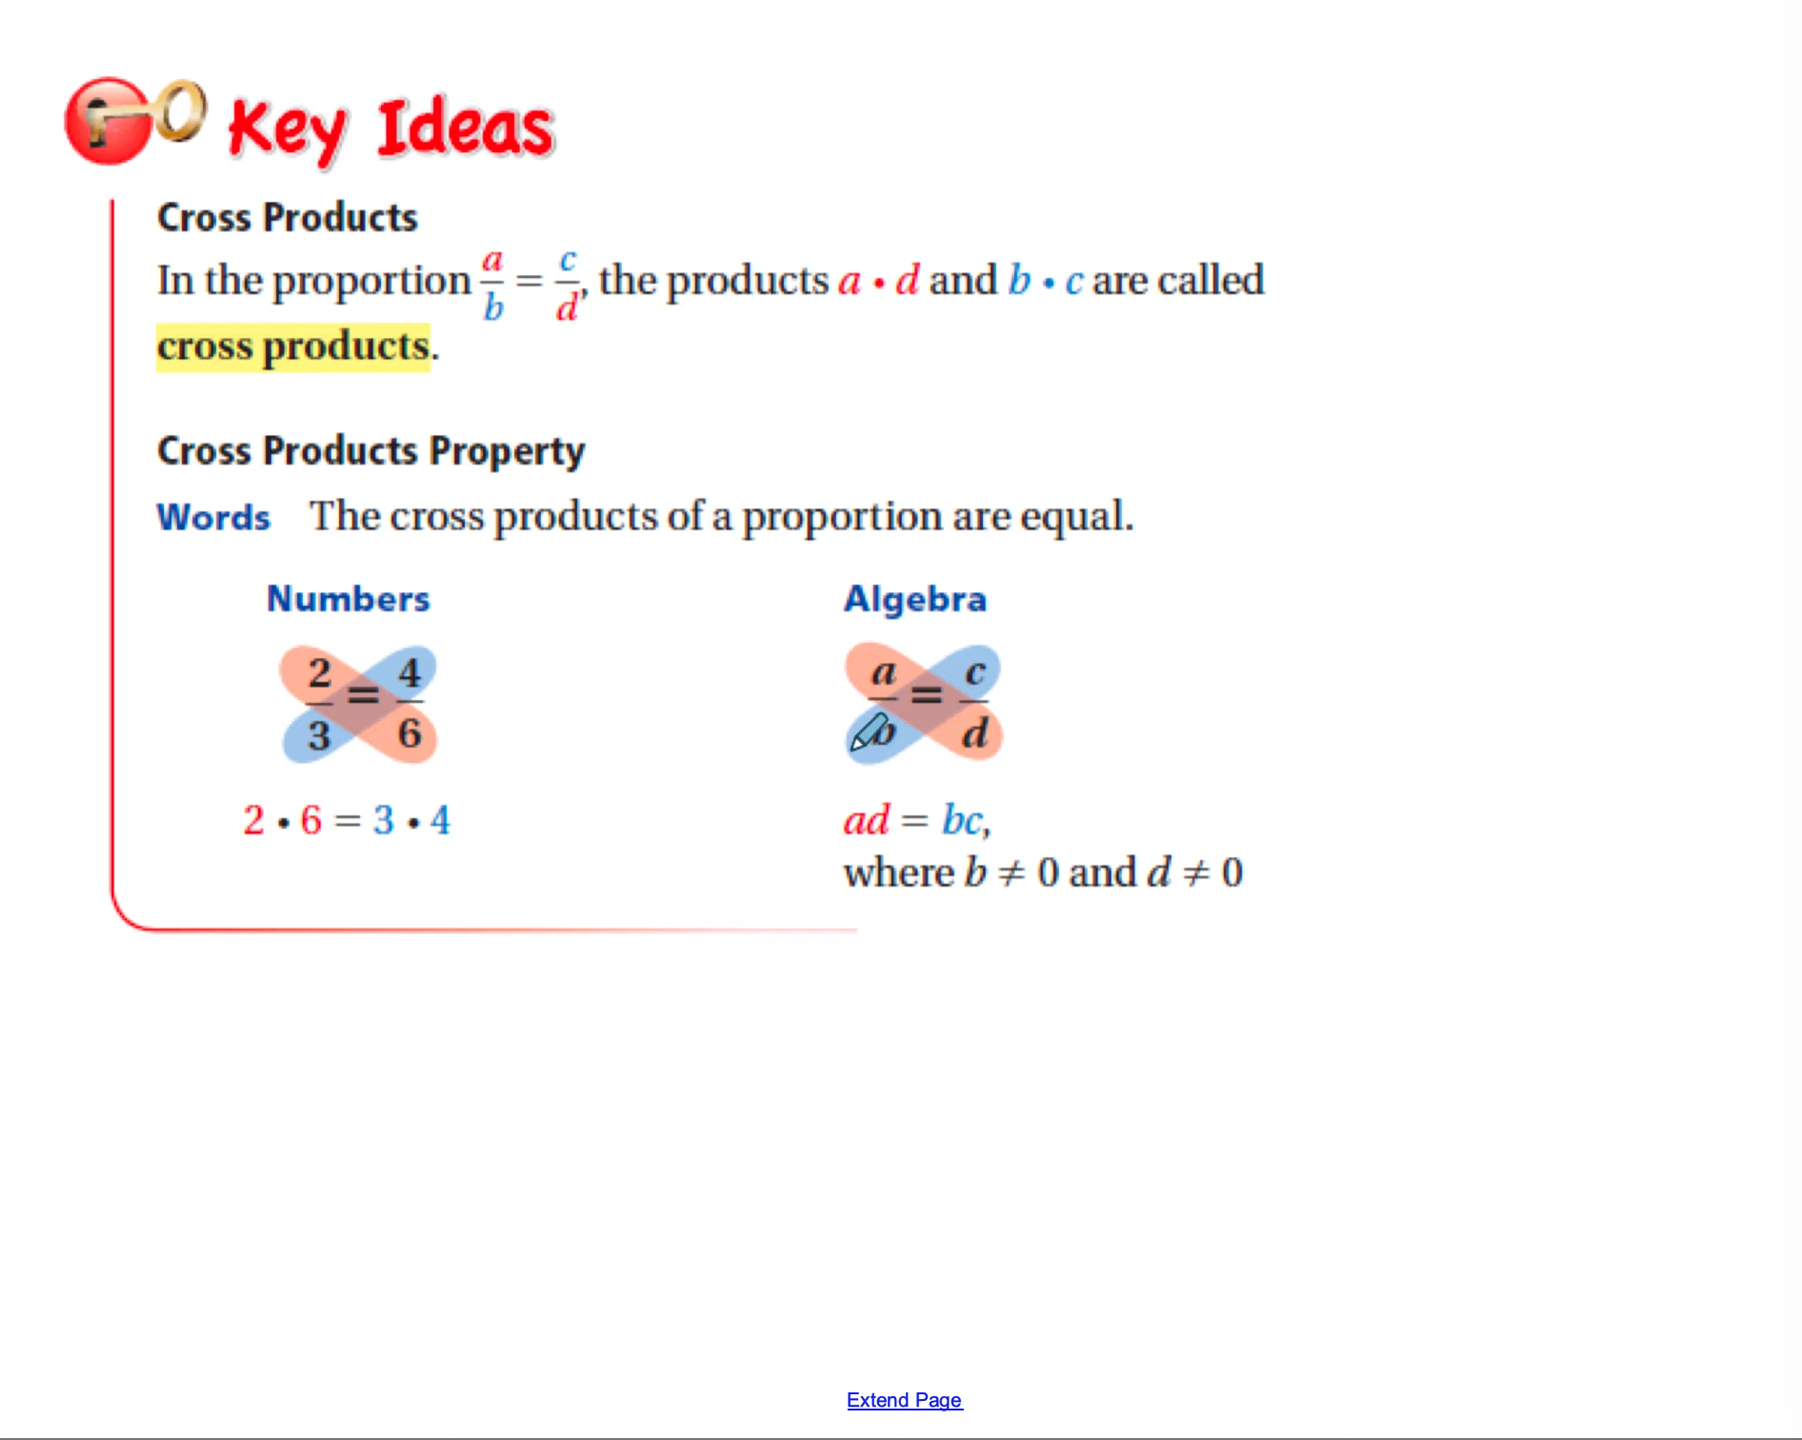 Key Ideas
Cross Products
In the proportion a/b = c/d, the products a • d and b • c are called
cross products.
Cross Products Property
Words The cross products of a proportion are equal.
Numbers Algebra
2/3 = 4/6 a/b = c/d
2 • 6 = 3 • 4 ad = bc,
where b ≠ 0 and d ≠ 0
Extend Page